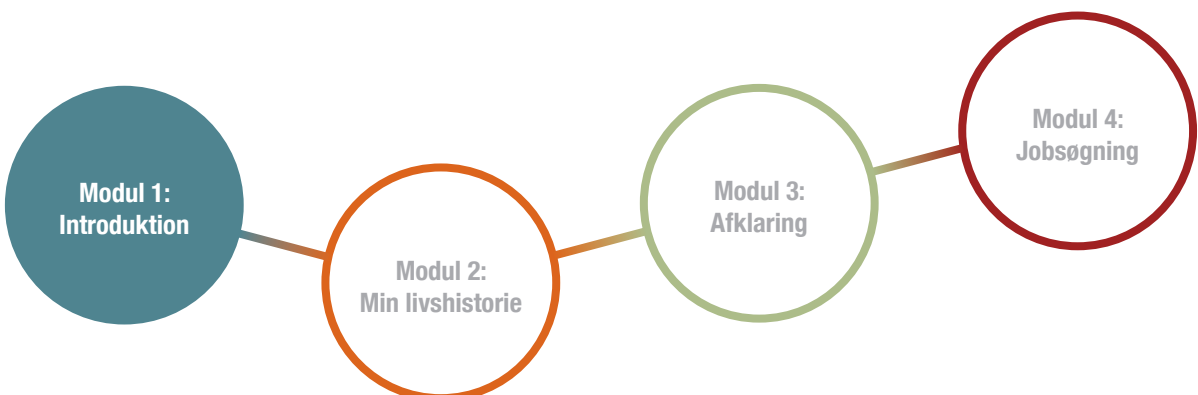 Modul 1:
Introduktion
Modul 2:
Min livshistorie
Modul 3:
Afklaring
Modul 4:
Jobsøgning